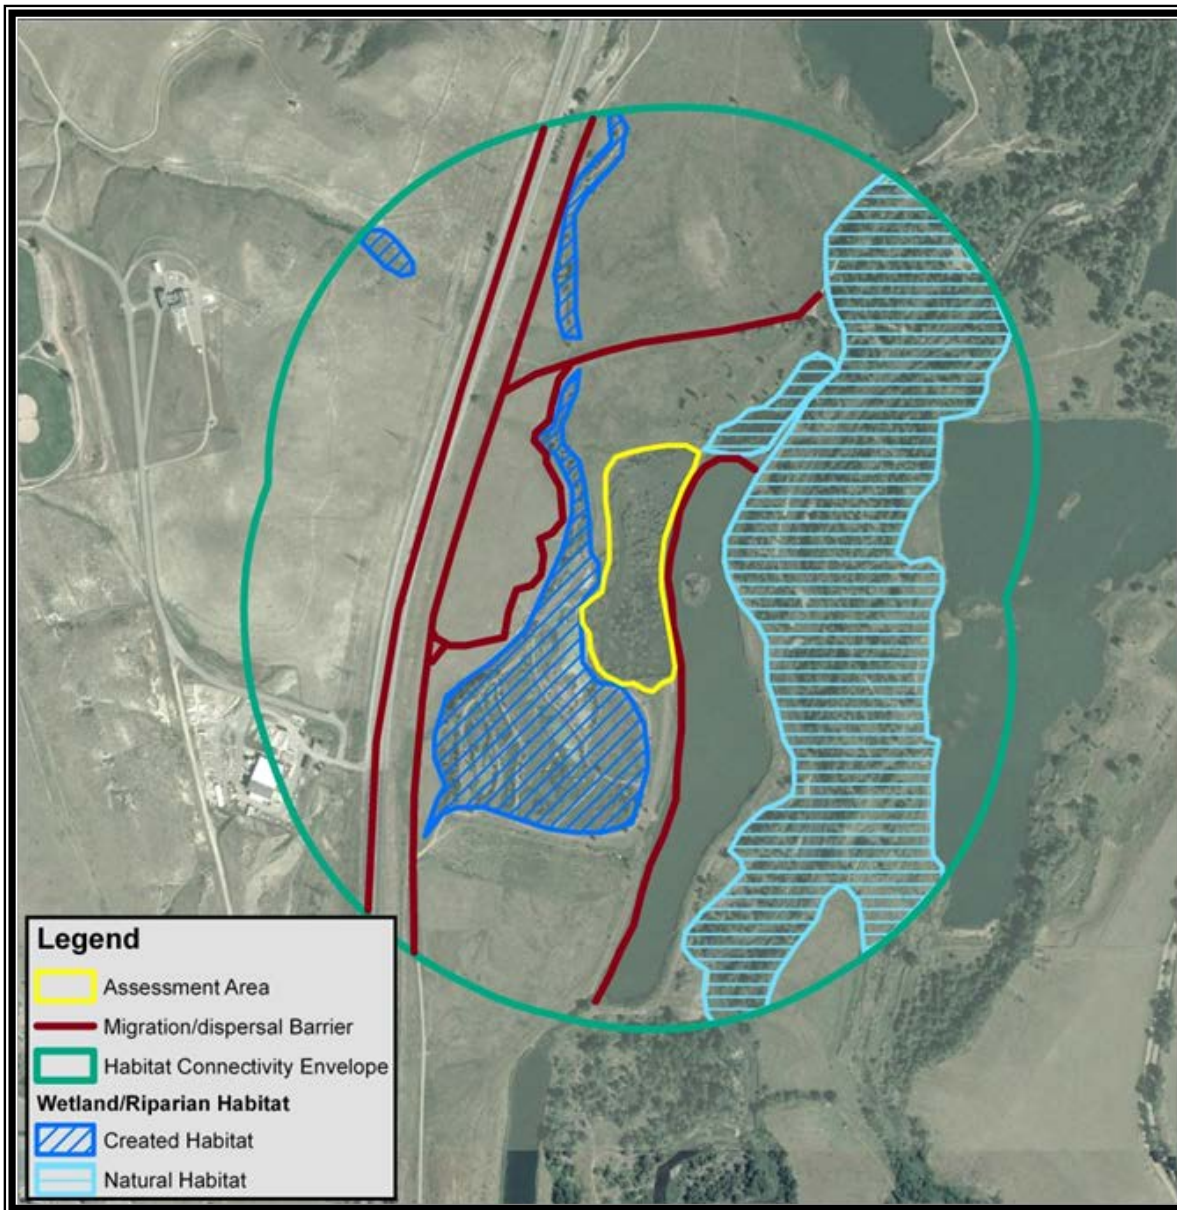 Legend
Assessment Area
Migration/dispersal Barrier
Habitat Connectivity Envelope
Wetland/Riparian Habitat
Created Habitat
Natural Habitat